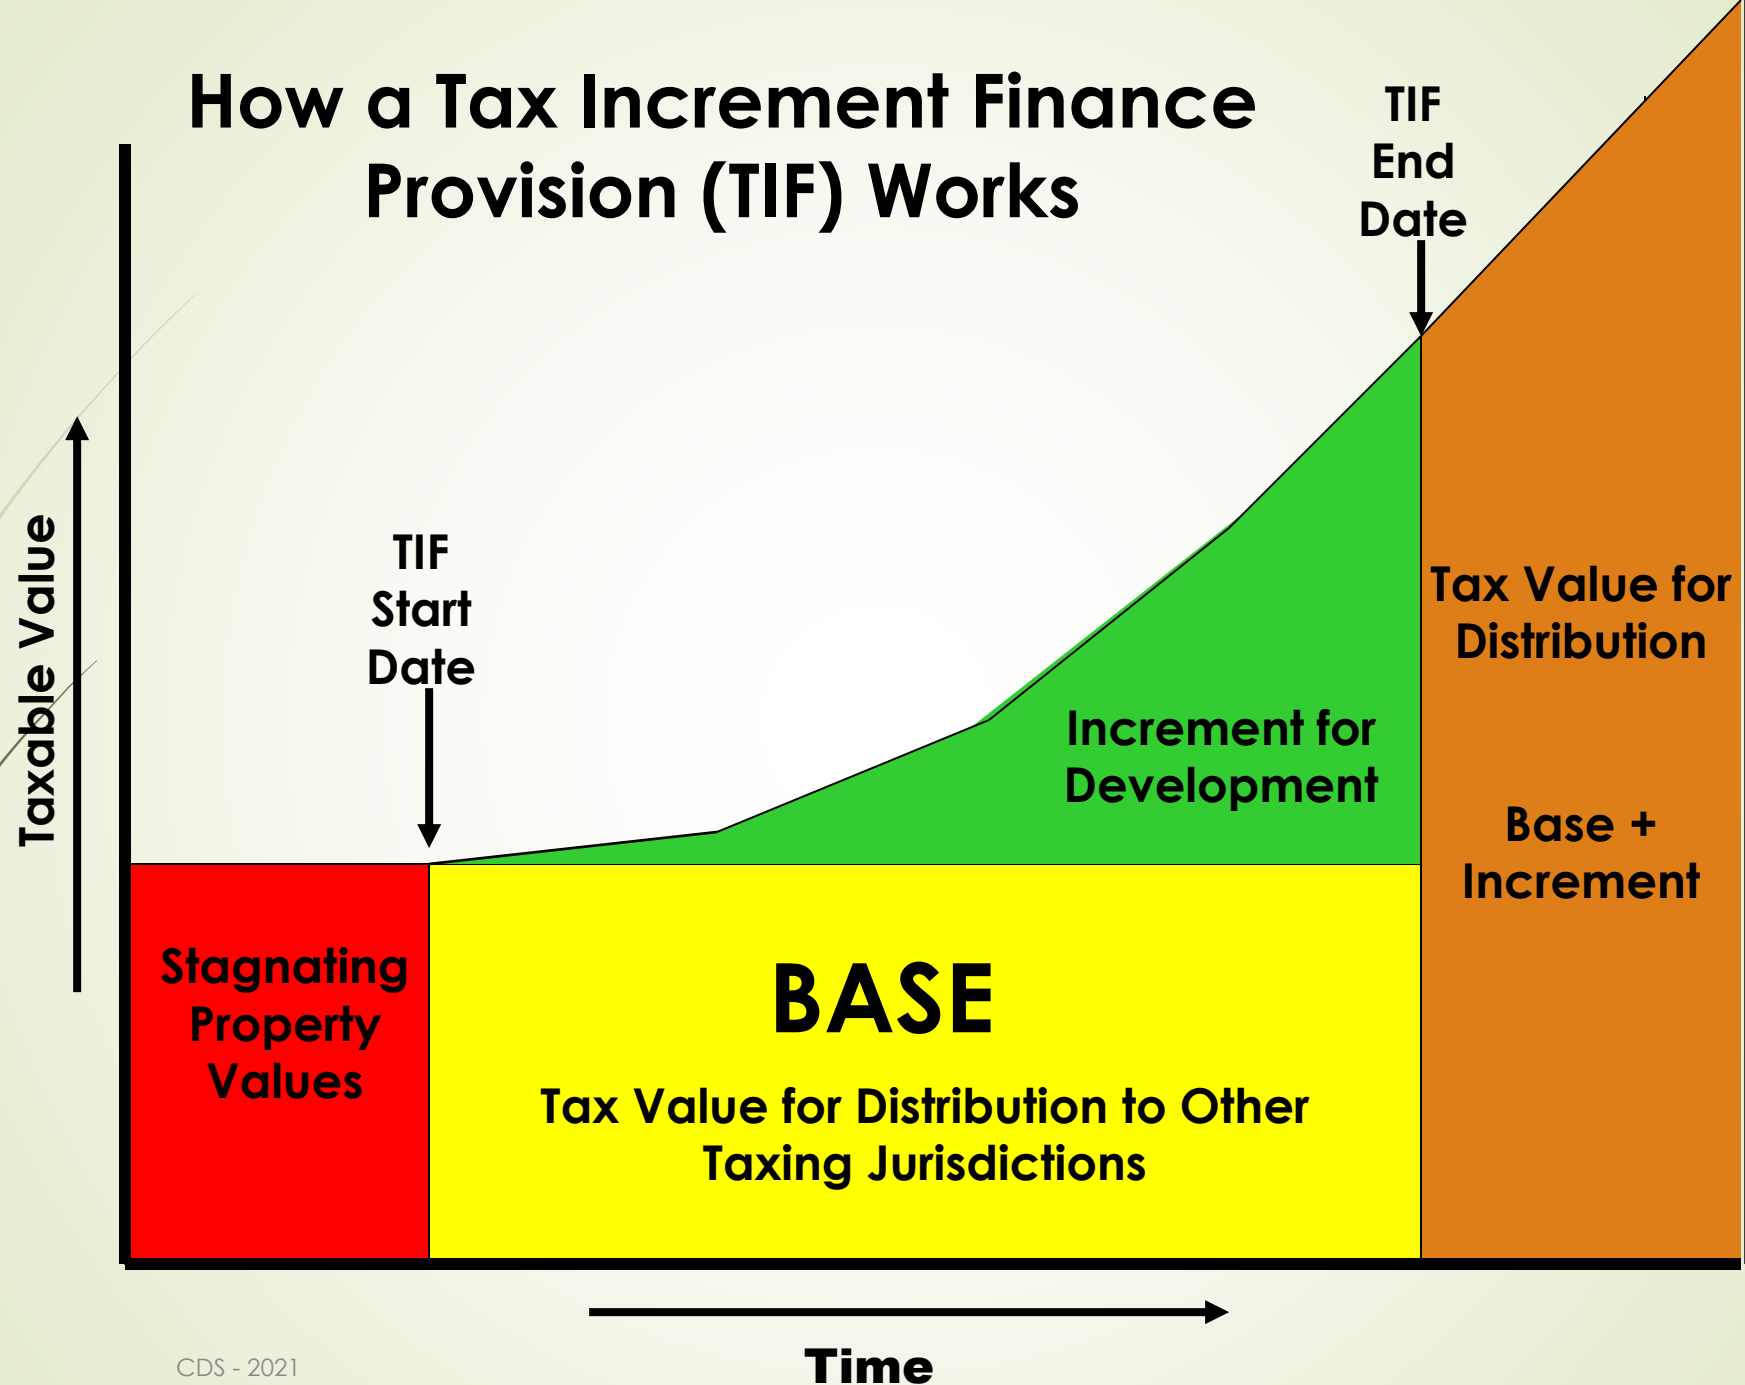 How a Tax Increment Finance
Provision (TIF) Works
TIF
End
Date
TIF
Start
Date
Taxable Value
Tax Value for
Distribution
Increment for
Development
Base +
Increment
Stagnating
Property
Values
BASE
Tax Value for Distribution to Other
Taxing Jurisdictions
Time
CDS - 2021